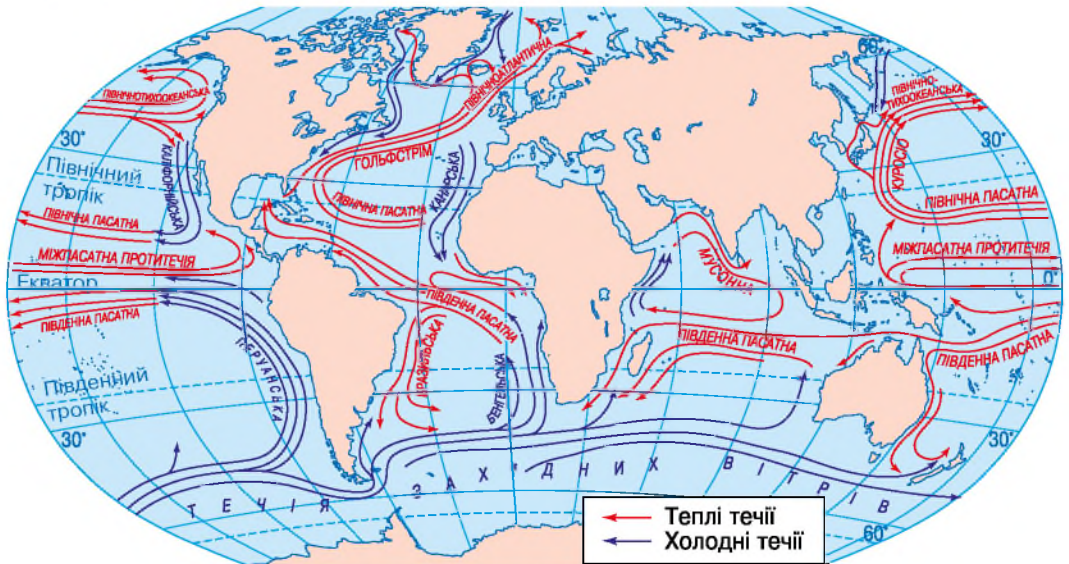 60°
ПІВНІЧНОАТЛАНТИЧНА
ПІВНІЧНОТИХООКЕАНСЬКА
ПІВНІЧНО-
ТИХООКЕАНСЬКА
30°
30°
ГОЛЬФСТРІМ
КАЛІФОРНІЙСЬКА
КАНАРСЬКА
КУРОСІО
Північний
тропік
ПІВНІЧНА ПАСАТНА
ПІВНІЧНА ПАСАТНА
ПІВНІЧНА ПАСАТНА
МІЖПАСАТНА ПРОТИТЕЧІЯ
МУСОННА
МІЖПАСАТНА ПРОТИТЕЧІЯ
Екватор
0°
ПІВДЕННА ПАСАТНА
ПІВДЕННА ПАСАТНА
ПІВДЕННА ПАСАТНА
ПІВДЕННА ПАСАТНА
ПЕРУАНСЬКА
БРАЗИЛЬСЬКА
БЕНГЕЛЬСЬКА
Південний
тропік
30°
30°
ТЕЧІЯ ЗАХІДНИХ ВІТРІВ
60°
Теплі течії
Холодні течії